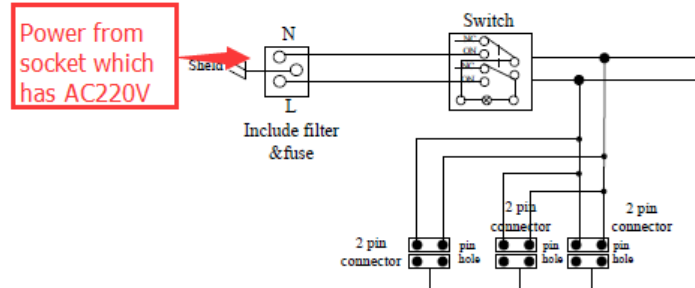 Power from
socket which
has AC220V
N
Shield
L
Include filter
&fuse
Switch
NC
ON
NC
ON
2 pin
connector
pin
hole
2 pin
connector
pin
hole
2 pin
connector
pin
hole